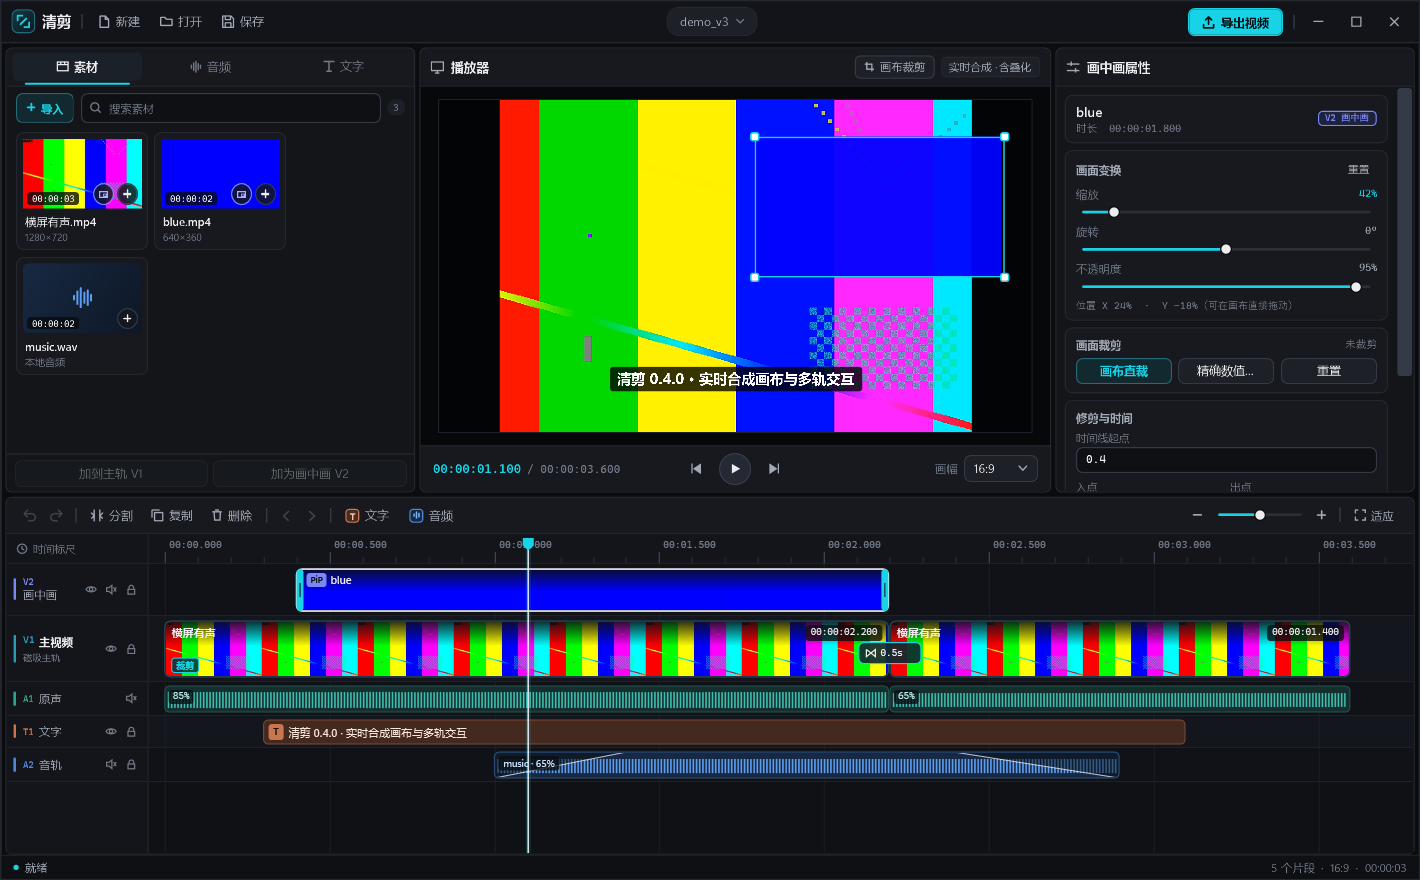 清剪 新建 打开 保存 demo_v3 导出视频
素材 音频 文字
导入 搜索素材 3
00:00:03
横屏有声.mp4
1280×720
00:00:02
blue.mp4
640×360
00:00:02
music.wav
本地音频
加到主轨 V1 加为画中画 V2
播放器 画布裁剪 实时合成 · 含叠化
清剪 0.4.0 · 实时合成画布与多轨交互
00:00:01.100 / 00:00:03.600 画幅 16:9
画中画属性
blue V2 画中画
时长 00:00:01.800
画面变换 重置
缩放 42%
旋转 0°
不透明度 95%
位置 X 24% · Y -18% (可在画布直接拖动)
画面裁剪 未裁剪
画布直裁 精确数值... 重置
修剪与时间
时间线起点
0.4
入点 出点
分割 复制 删除 文字 音频 适应
时间标尺 00:00.000 00:00.500 00:01.500 00:02.000 00:02.500 00:03.000 00:03.500
V2 画中画 PiP blue
V1 主视频 磁吸主轨 横屏有声 00:00:02.200 横屏有声 00:00:01.400
裁剪 0.5s
A1 原声 85% 65%
T1 文字 T 清剪 0.4.0 · 实时合成画布与多轨交互
A2 音轨 music · 65%
就绪 5 个片段 · 16:9 · 00:00:03